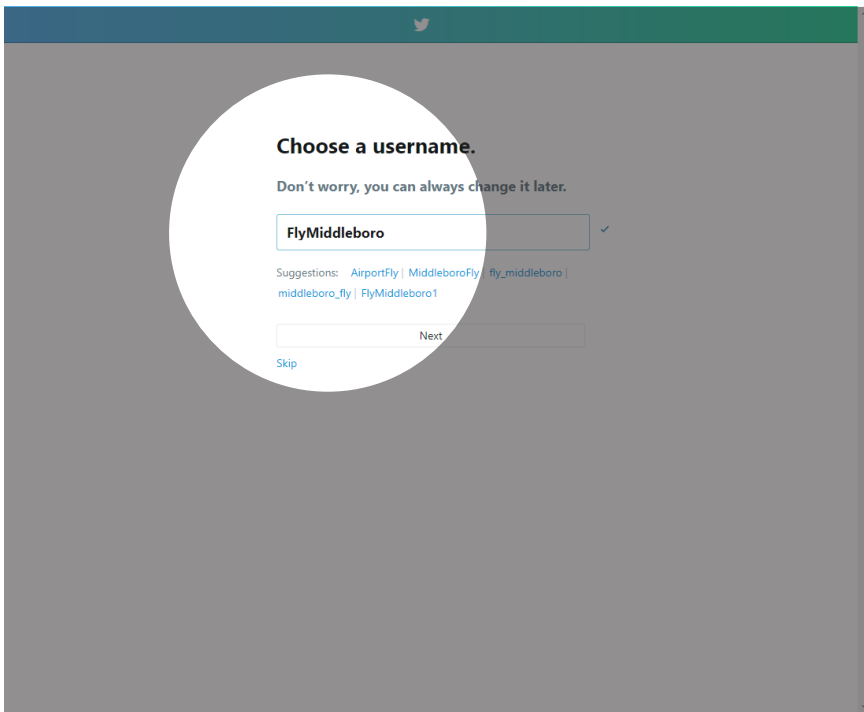 Choose a username.
Don't worry, you can always change it later.
FlyMiddleboro
Suggestions: AirportFly | MiddleboroFly | fly_middleboro |
middleboro_fly | FlyMiddleboro1
Next
Skip